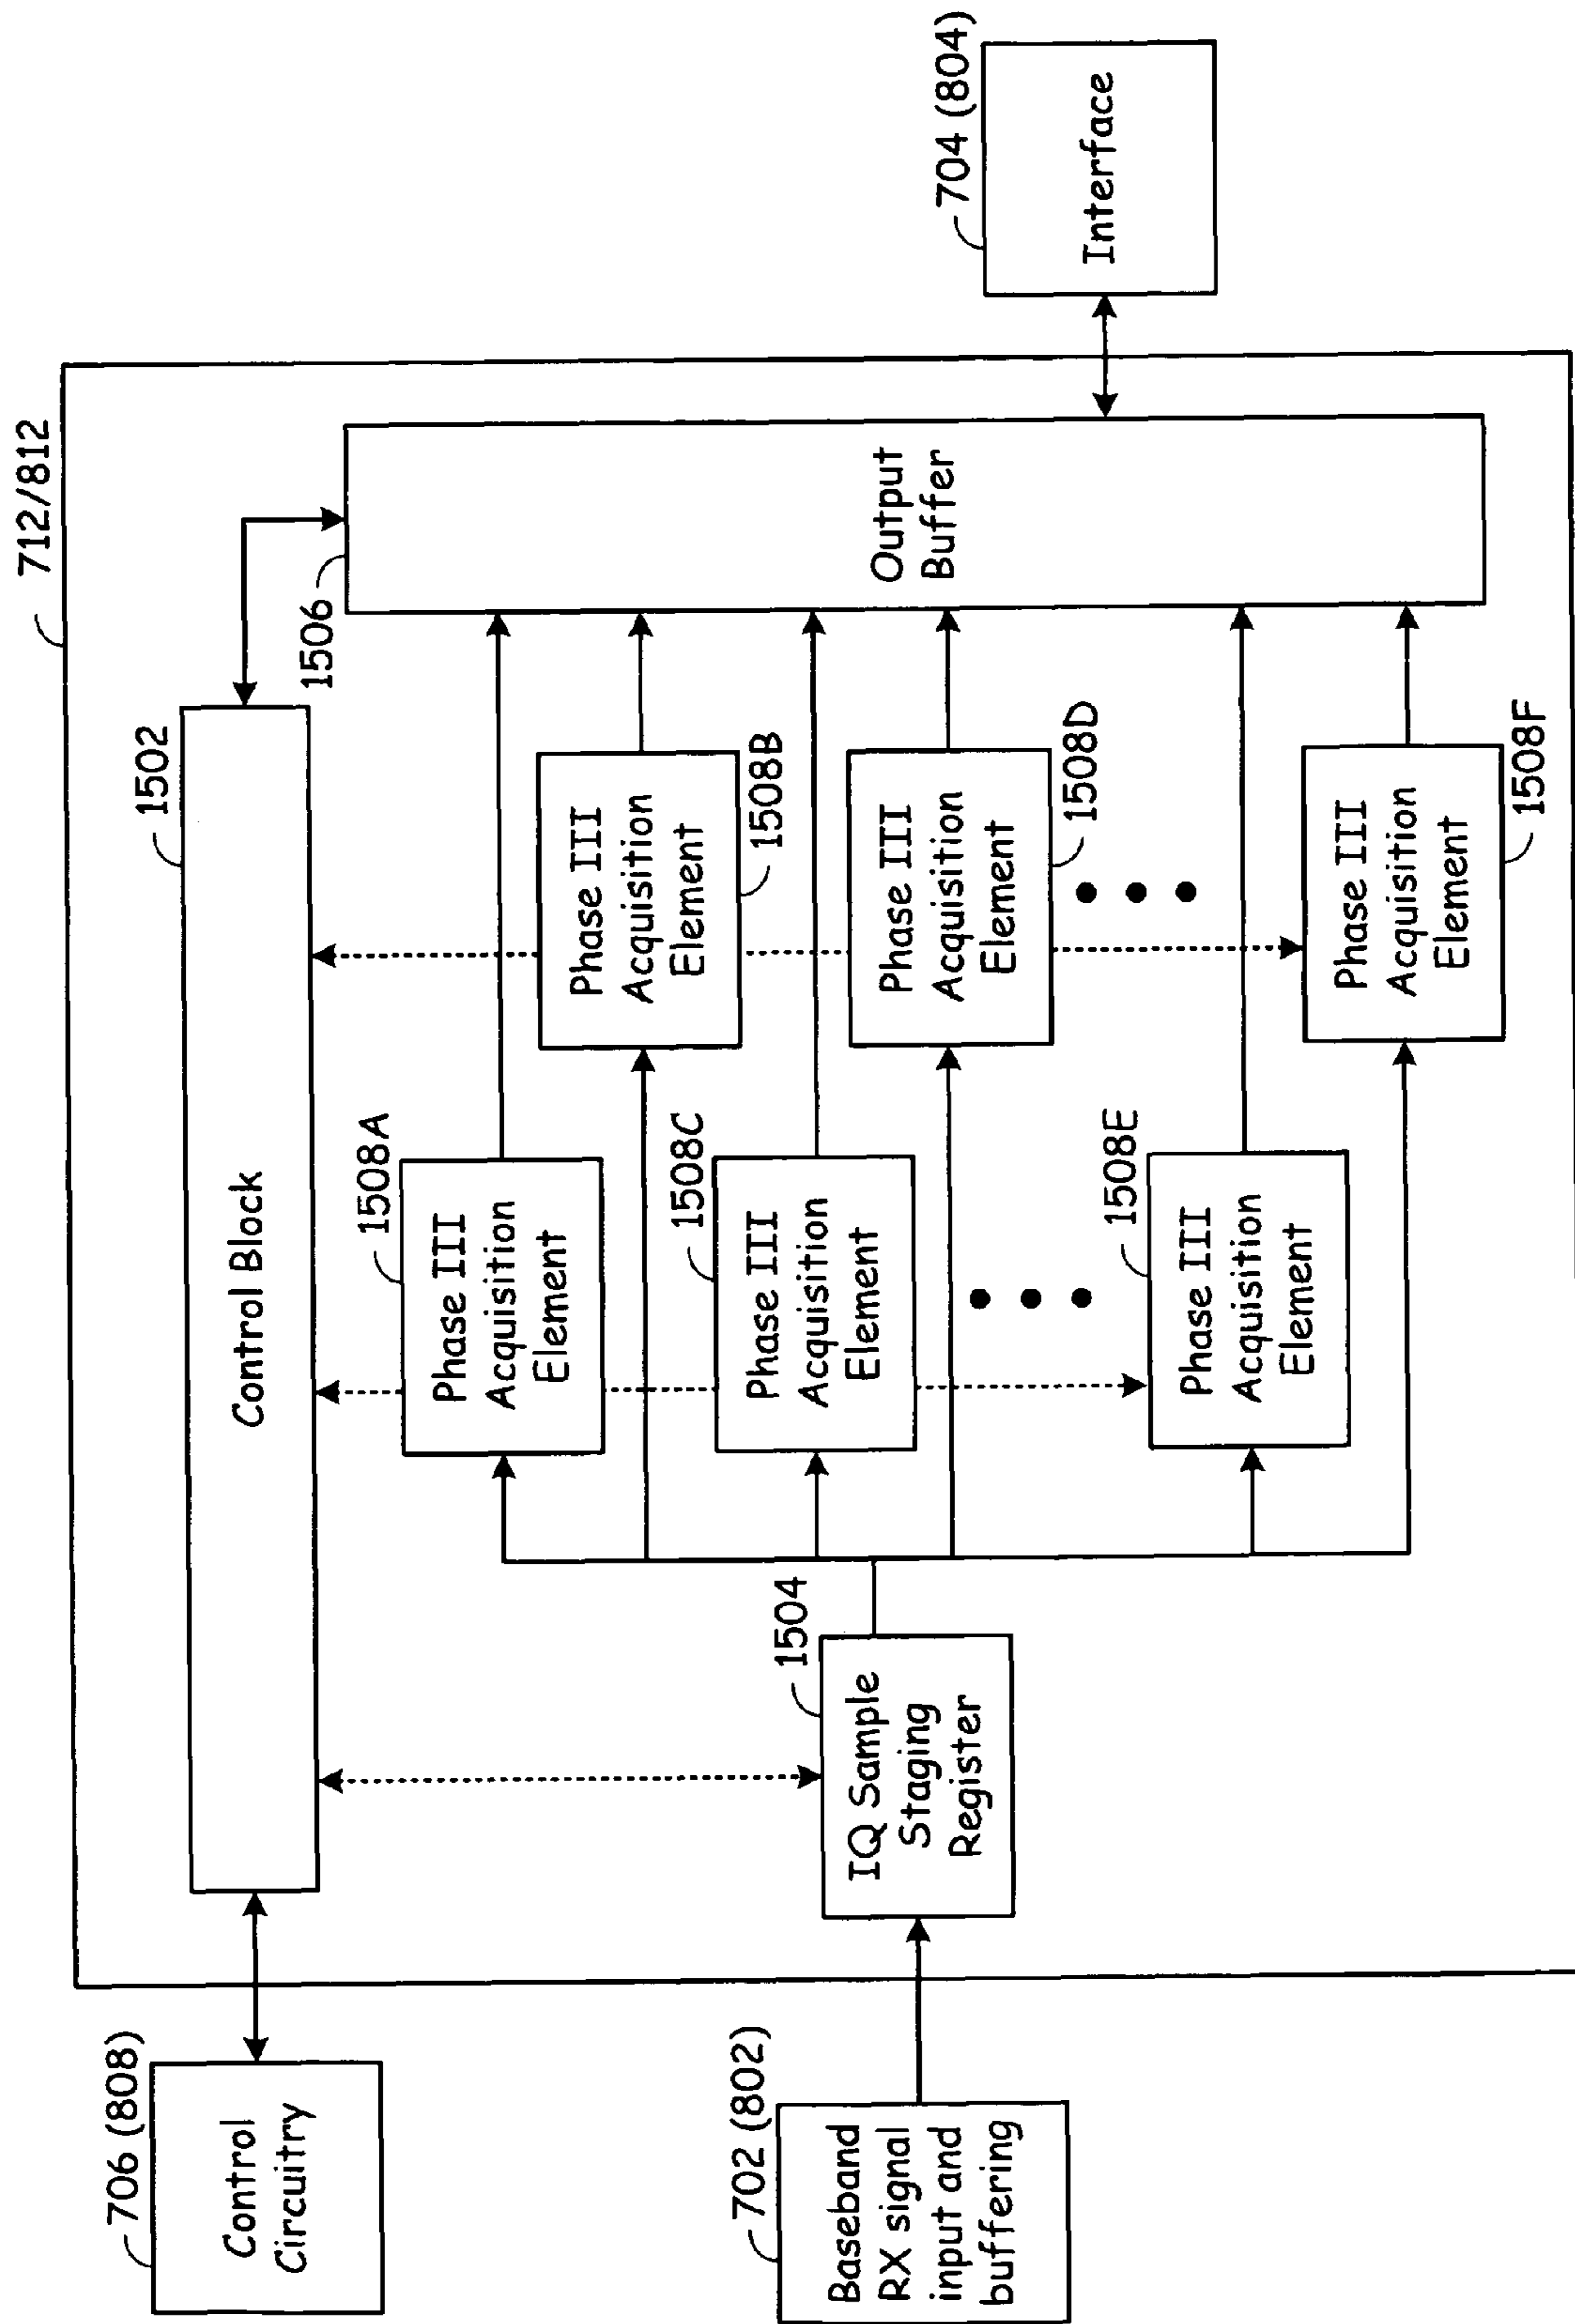 712/812
706 (808)
Control
Circuitry
1502
Control Block
1506
Output
Buffer
704 (804)
Interface
702 (802)
Baseband
RX signal
input and
buffering
1504
IQ Sample
Staging
Register
1508A
Phase III
Acquisition
Element
1508B
Phase III
Acquisition
Element
1508C
Phase III
Acquisition
Element
1508D
Phase III
Acquisition
Element
1508E
Phase III
Acquisition
Element
1508F
Phase III
Acquisition
Element